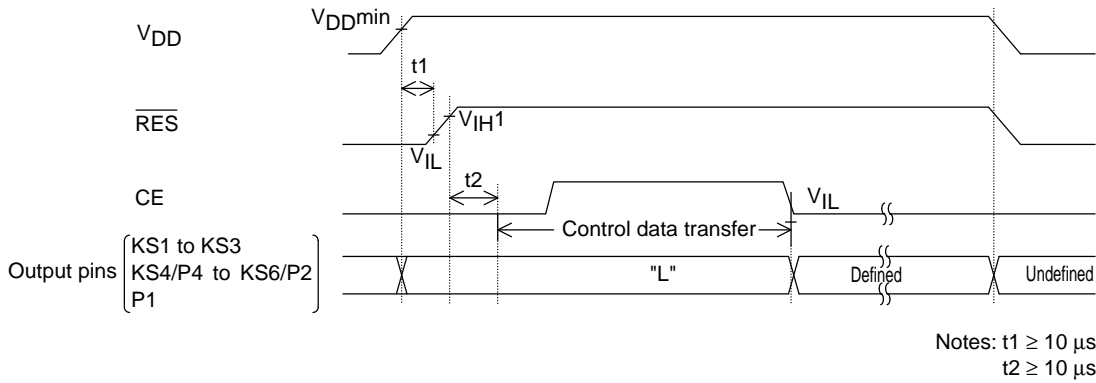 VDD
VDDmin
t1
RES
VIH1
VIL
t2
CE
VIL
Control data transfer
Output pins
KS1 to KS3
KS4/P4 to KS6/P2
P1
"L"
Defined
Undefined
Notes: t1 ≥ 10 μs
t2 ≥ 10 μs